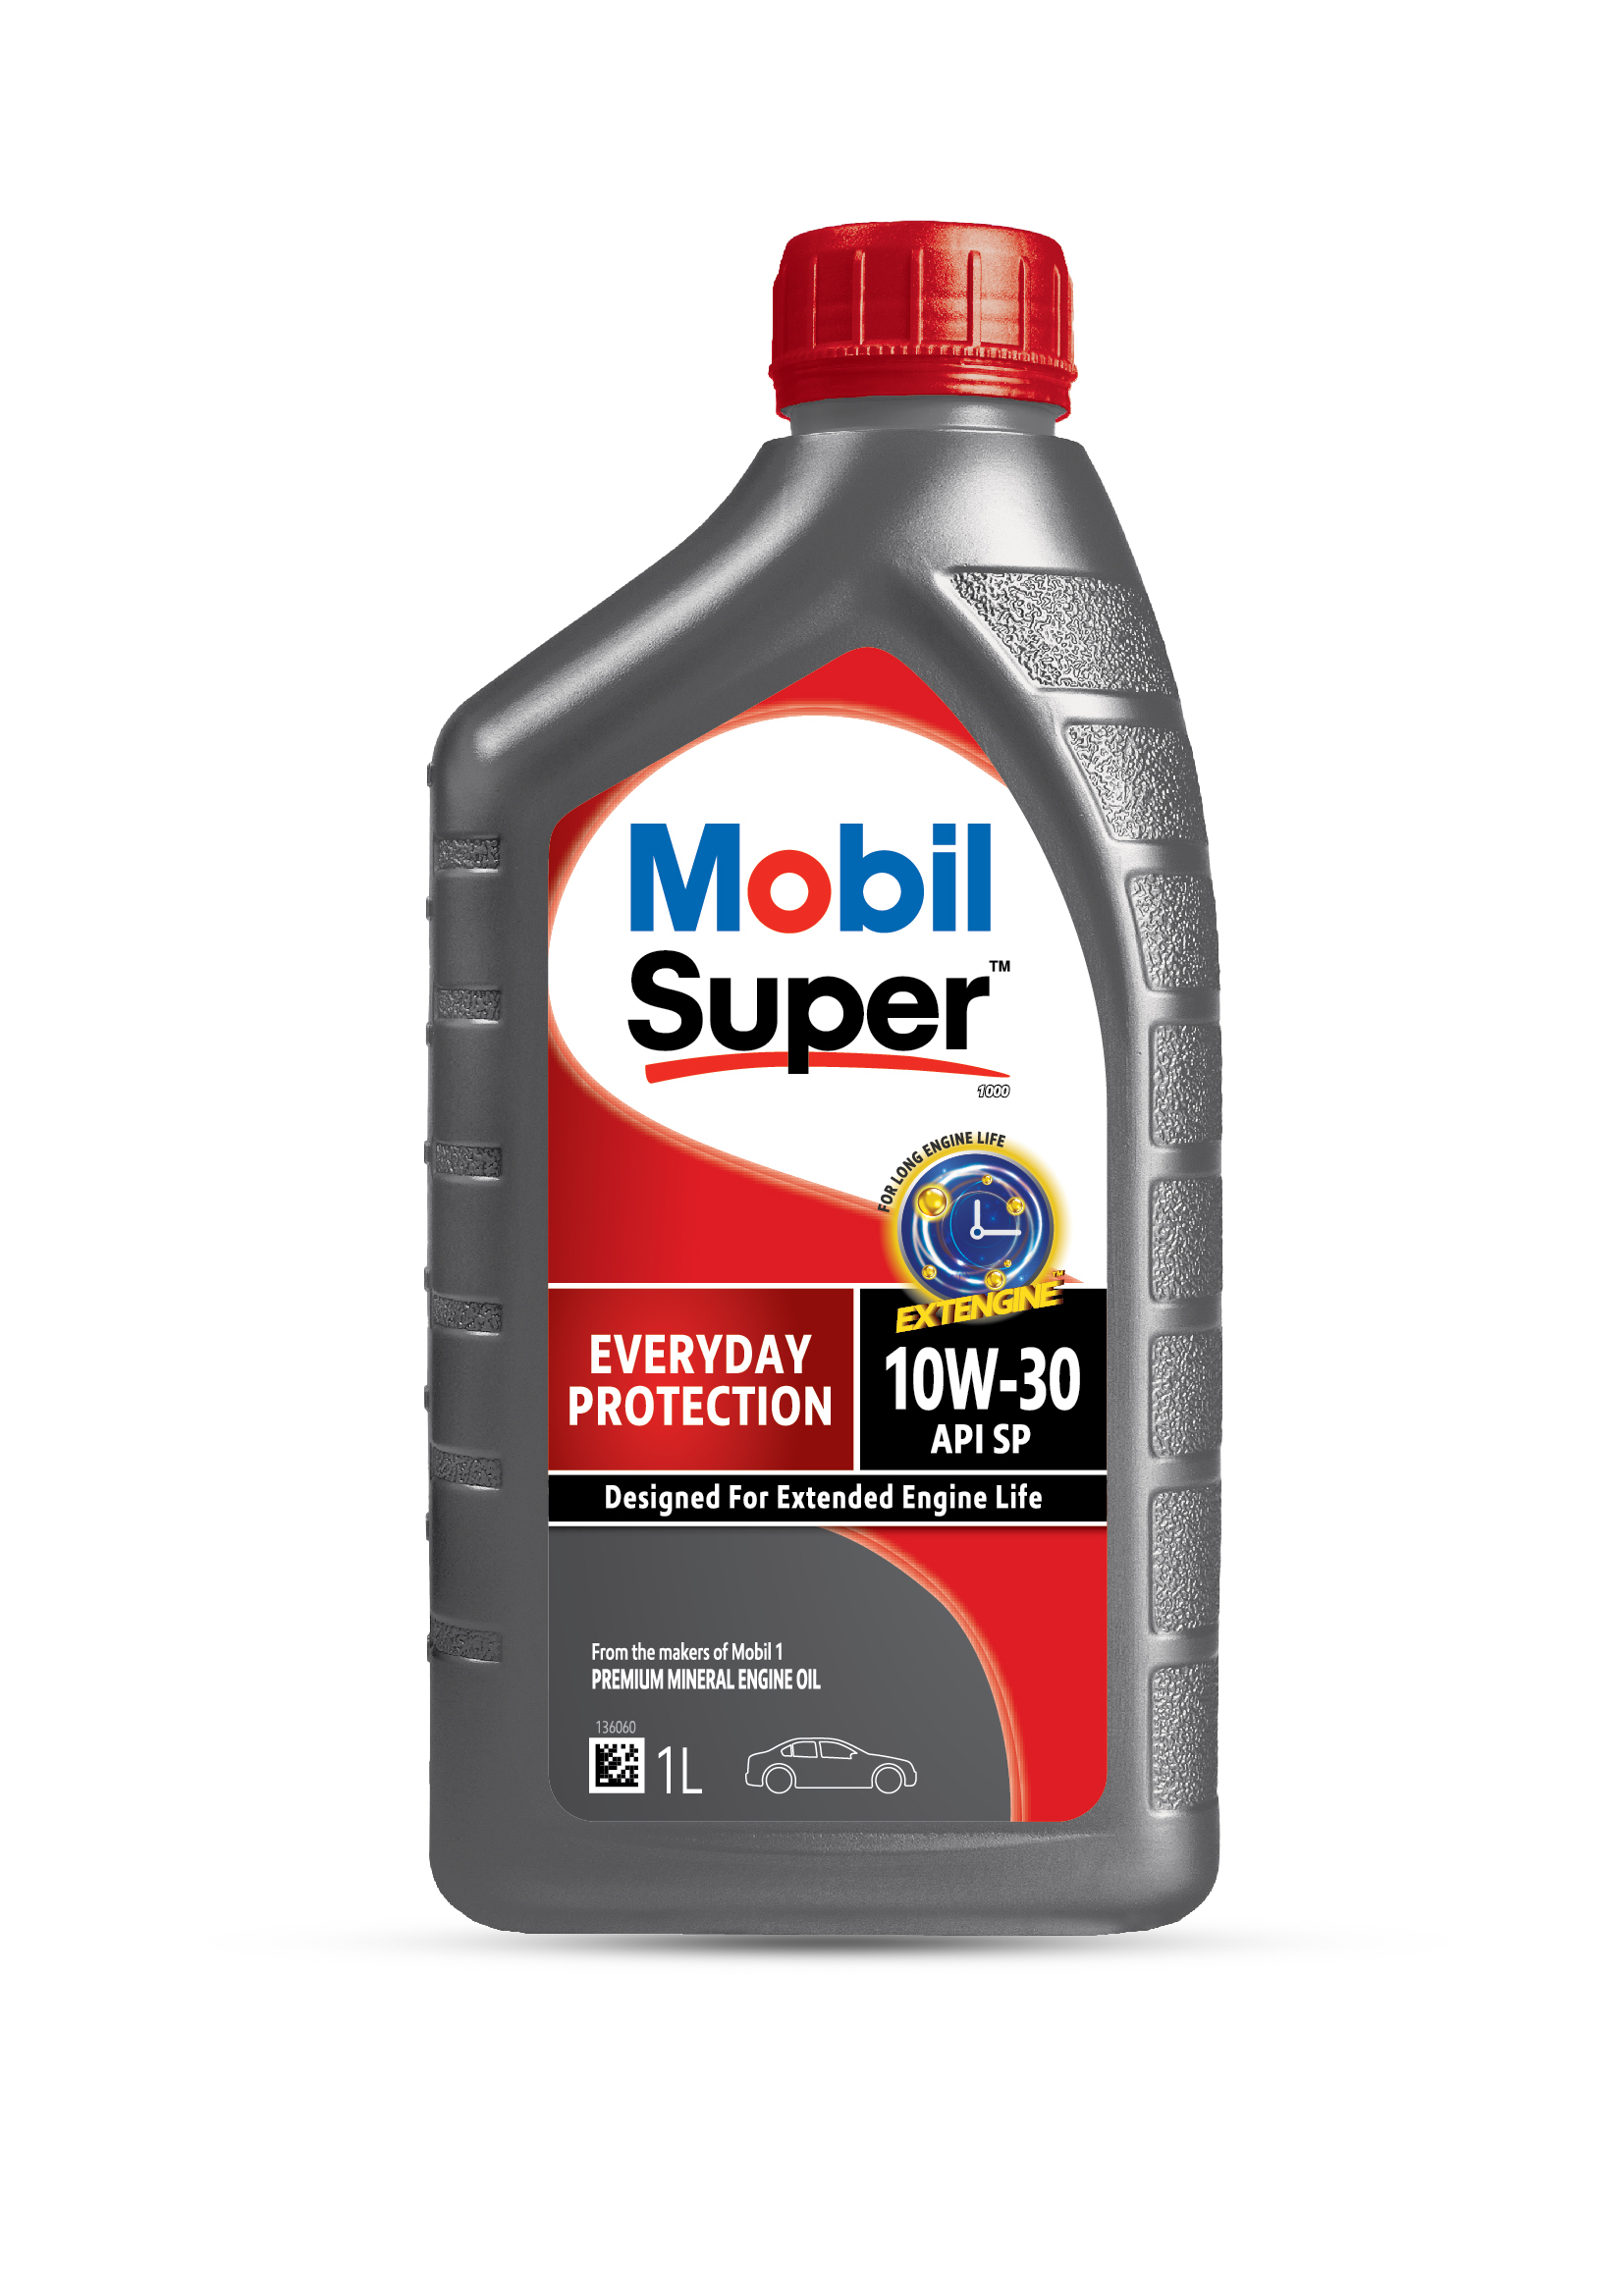 Mobil
Super™
1000
FOR LONG ENGINE LIFE
EXTENGINE™
EVERYDAY
PROTECTION
10W-30
API SP
Designed For Extended Engine Life
From the makers of Mobil 1
PREMIUM MINERAL ENGINE OIL
136060
1L